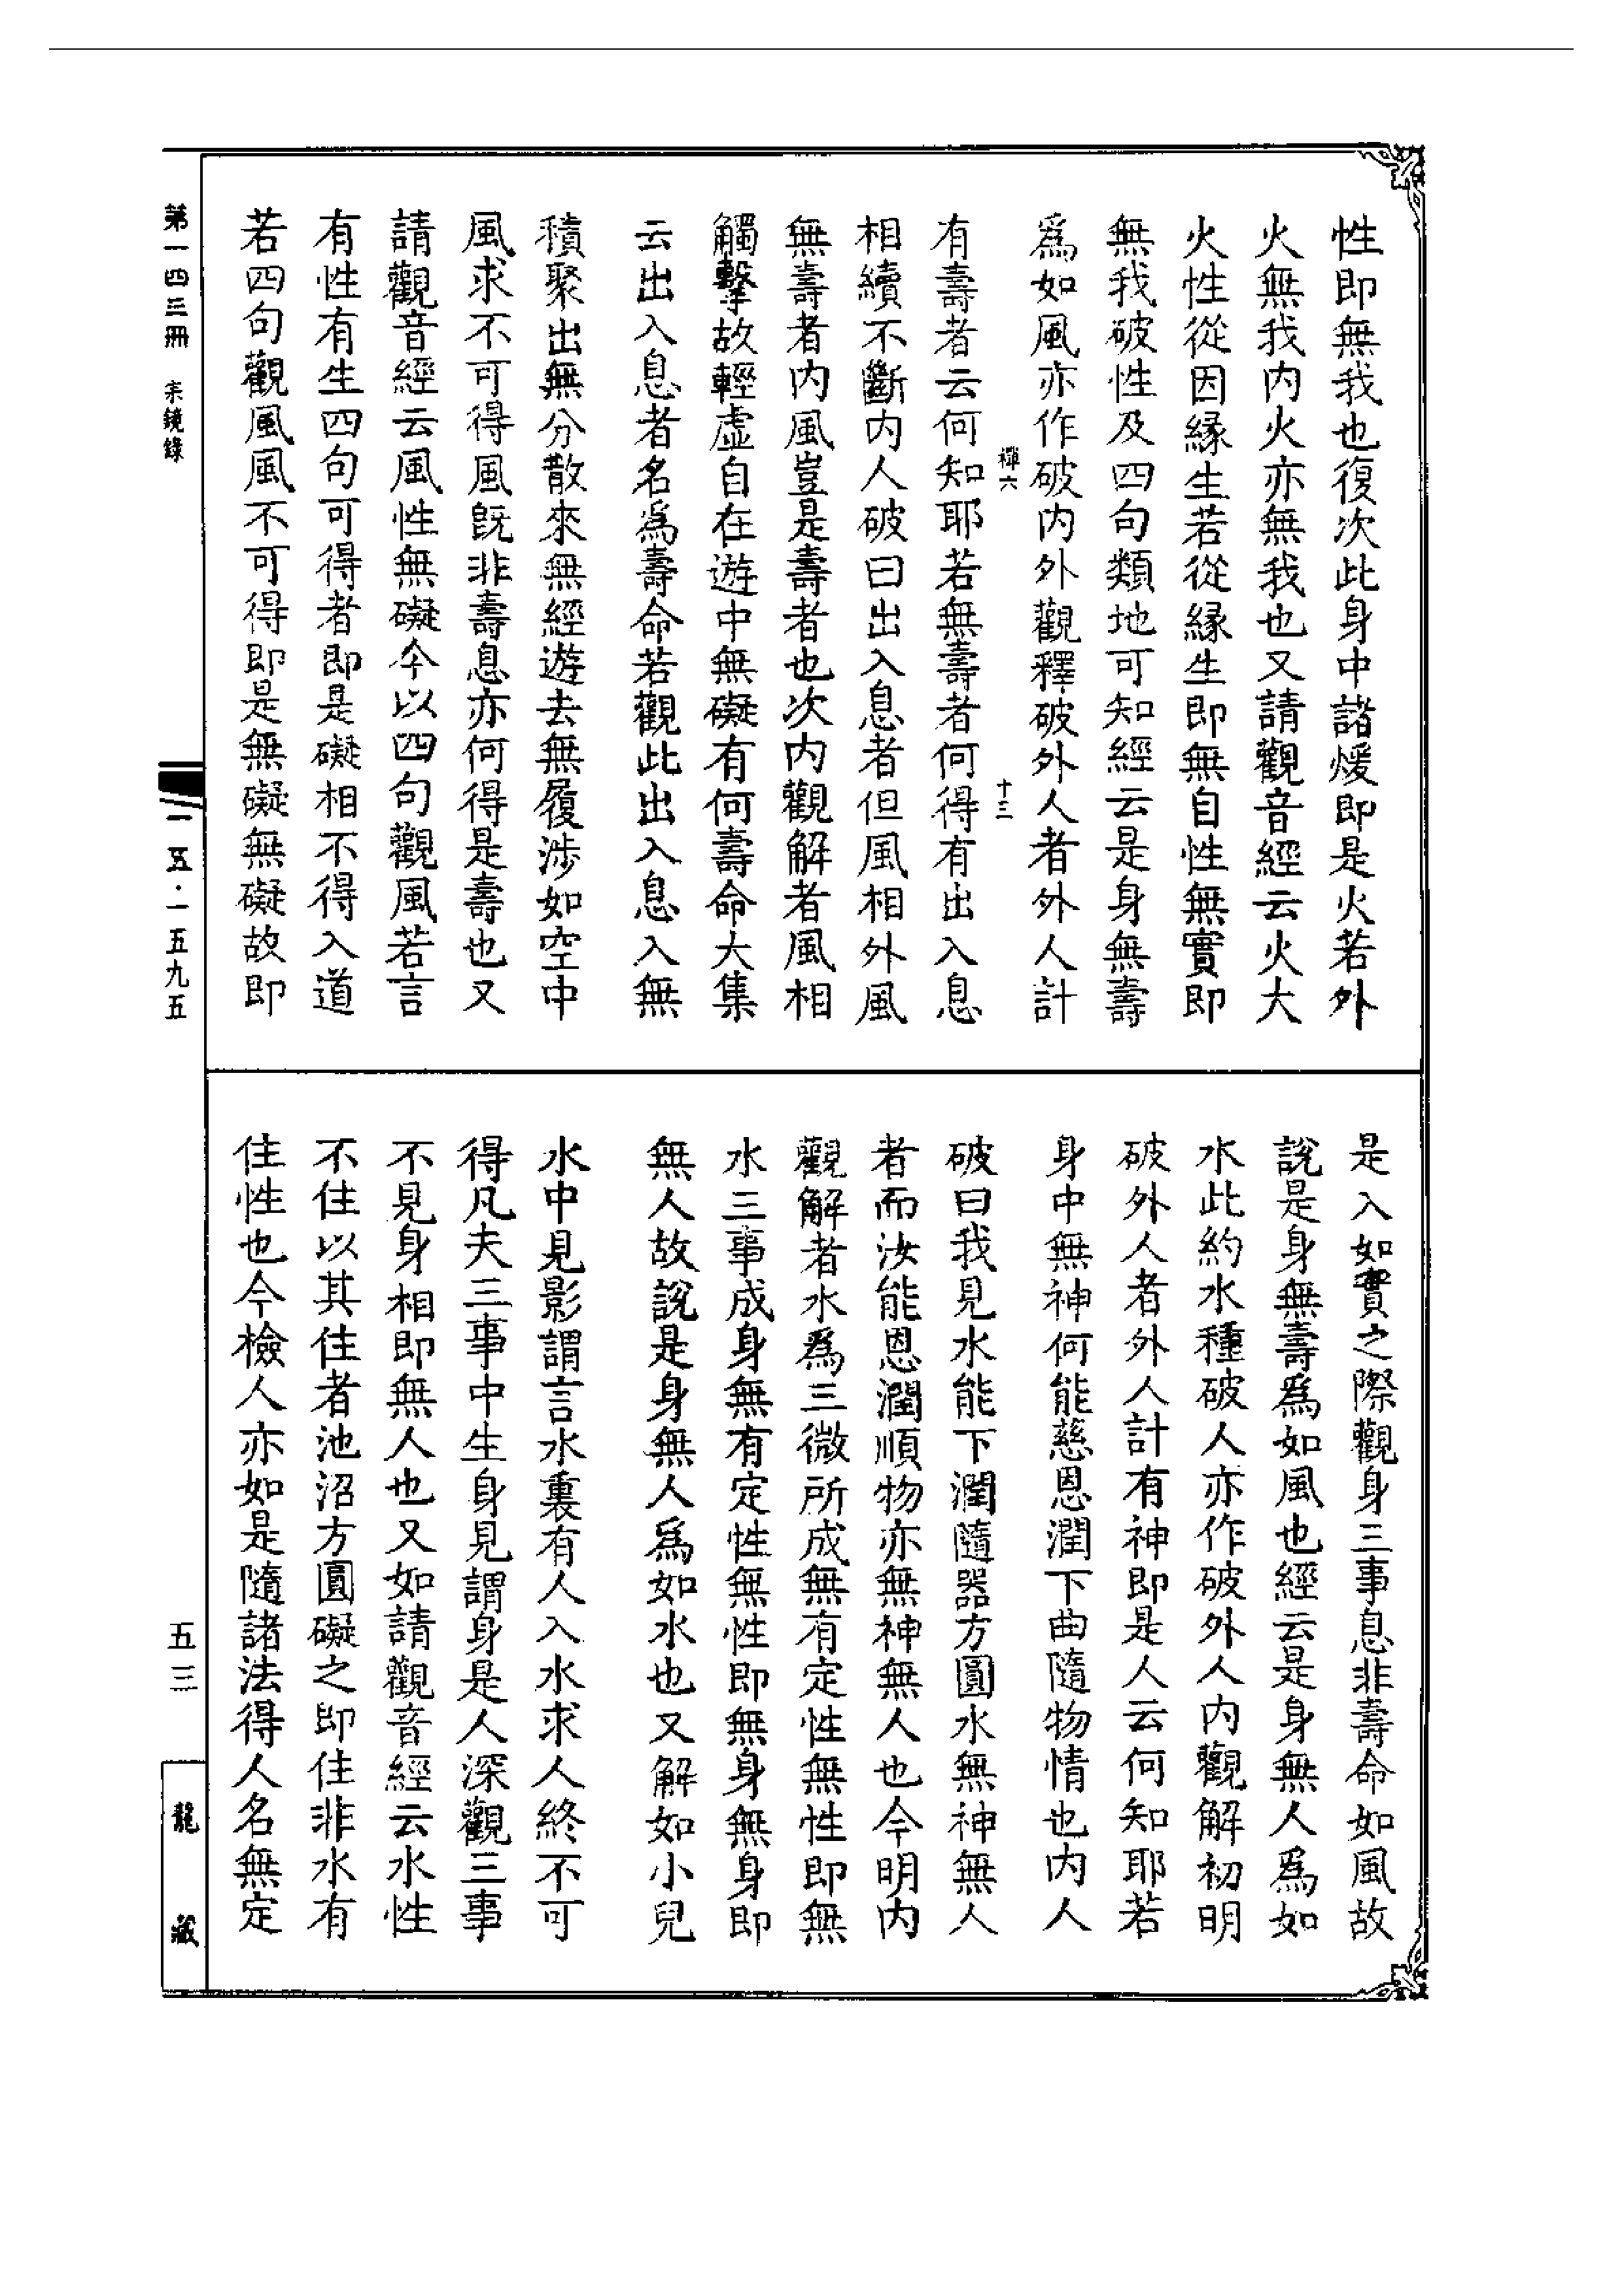 性即無我也復次此身中諸煖即是火若外
火無我内火亦無我也又請觀音經云火大
火性從因緣生若從緣生即無自性無實即
無我破性及四句類地可知經云是身無壽
為如風亦作破内外觀釋破外人者外人計
禪六
十三
有壽者云何知耶若無壽者何得有出入息
相續不斷内人破曰出入息者但風相外風
無壽者内風豈是壽者也次内觀解者風相
觸擊故輕虛自在遊中無礙有何壽命大集
云出入息者名為壽命若觀此出入息入無
積聚出無分散來無經遊去無履涉如空中
風求不可得風旣非壽息亦何得是壽也又
請觀音經云風性無礙今以四句觀風若言
有性有生四句可得者即是礙相不得入道
若四句觀風風不可得即是無礙無礙故即
是入如實之際觀身三事息非壽命如風故
說是身無壽為如風也經云是身無人為如
水此約水種破人亦作破外人内觀解初明
破外人者外人計有神即是人云何知耶若
身中無神何能慈恩潤下曲隨物情也内人
破曰我見水能下潤隨器方圓水無神無人
者而汝能恩潤順物亦無神無人也今明内
觀解者水為三微所成無有定性無性即無
水三事成身無有定性無性即無身無身即
無人故說是身無人為如水也又解如小兒
水中見影謂言水裏有人入水求人終不可
得凡夫三事中生身見謂身是人深觀三事
不見身相即無人也又如請觀音經云水性
不住以其住者池沼方圓礙之即住非水有
住性也今檢人亦如是隨諸法得人名無定
第一四三冊 宗鏡錄
一五·一五九五
五三
龍藏